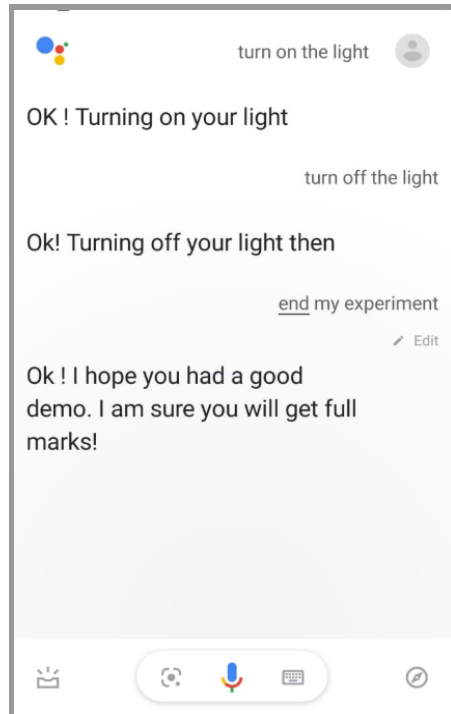 turn on the light
OK ! Turning on your light
turn off the light
Ok! Turning off your light then
end my experiment
Edit
Ok ! I hope you had a good
demo. I am sure you will get full
marks!